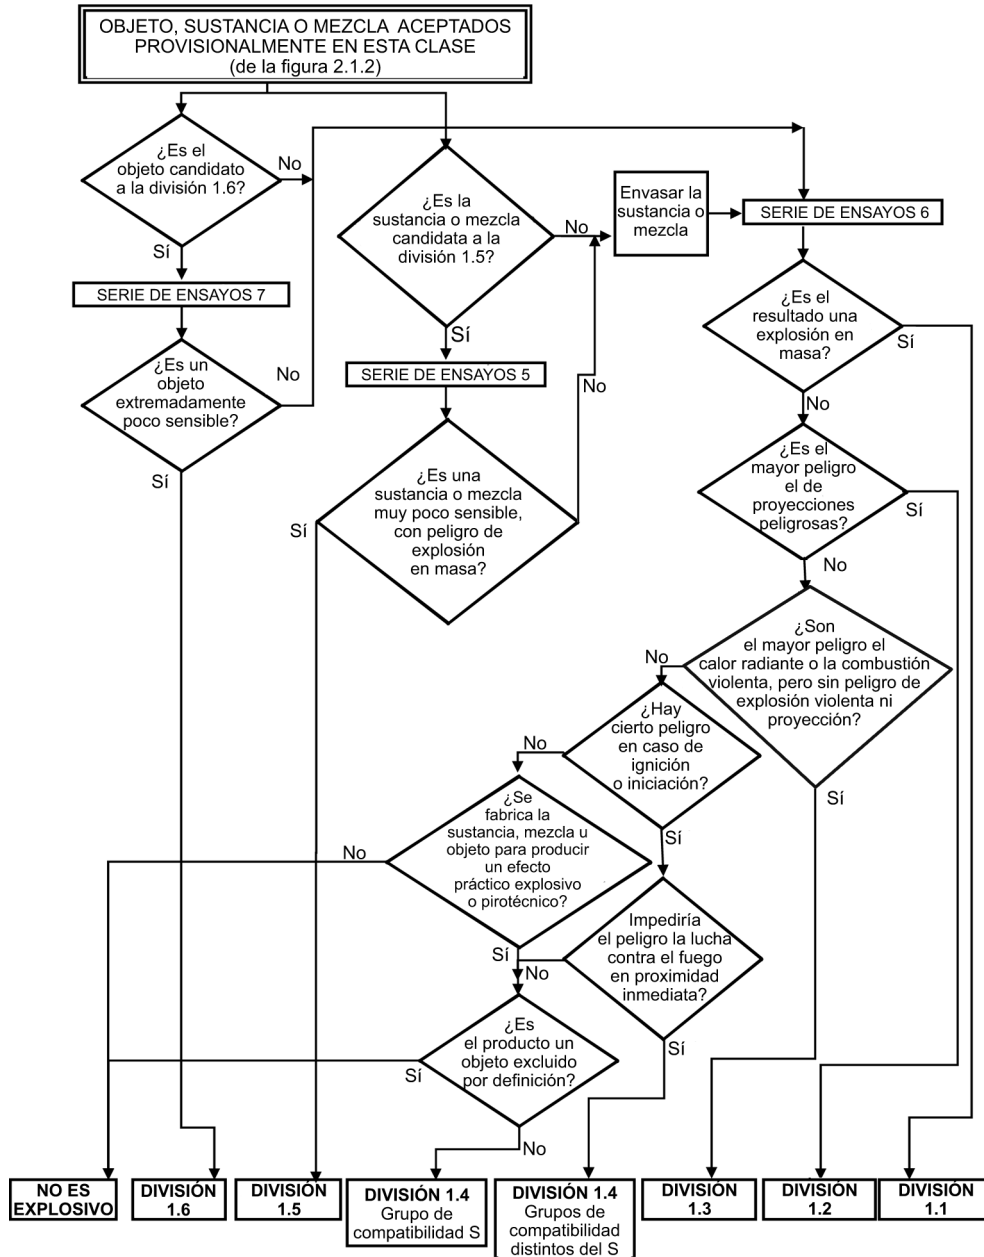 OBJETO, SUSTANCIA O MEZCLA ACEPTADOS
PROVISIONALMENTE EN ESTA CLASE
(de la figura 2.1.2)
¿Es el
objeto candidato
a la división 1.6?
No
Sí
SERIE DE ENSAYOS 7
¿Es un
objeto
extremadamente
poco sensible?
No
Sí
¿Es la
sustancia o mezcla
candidata a la
división 1.5?
No
Sí
SERIE DE ENSAYOS 5
¿Es una
sustancia o mezcla
muy poco sensible,
con peligro de
explosión
en masa?
No
Sí
Envasar la
sustancia o
mezcla
SERIE DE ENSAYOS 6
¿Es el
resultado una
explosión en
masa?
Sí
No
¿Es el
mayor peligro
el de
proyecciones
peligrosas?
Sí
No
¿Son
el mayor peligro el
calor radiante o la combustión
violenta, pero sin peligro de
explosión violenta ni
proyección?
No
Sí
¿Hay
cierto peligro
en caso de
ignición
o iniciación?
No
Sí
¿Se
fabrica la
sustancia, mezcla u
objeto para producir
un efecto
práctico explosivo
o pirotécnico?
No
Sí
Impediría
el peligro la lucha
contra el fuego
en proximidad
inmediata?
No
Sí
¿Es
el producto un
objeto excluido
por definición?
Sí
No
NO ES
EXPLOSIVO
DIVISIÓN
1.6
DIVISIÓN
1.5
DIVISIÓN 1.4
Grupo de
compatibilidad S
DIVISIÓN 1.4
Grupos de
compatibilidad
distintos del S
DIVISIÓN
1.3
DIVISIÓN
1.2
DIVISIÓN
1.1